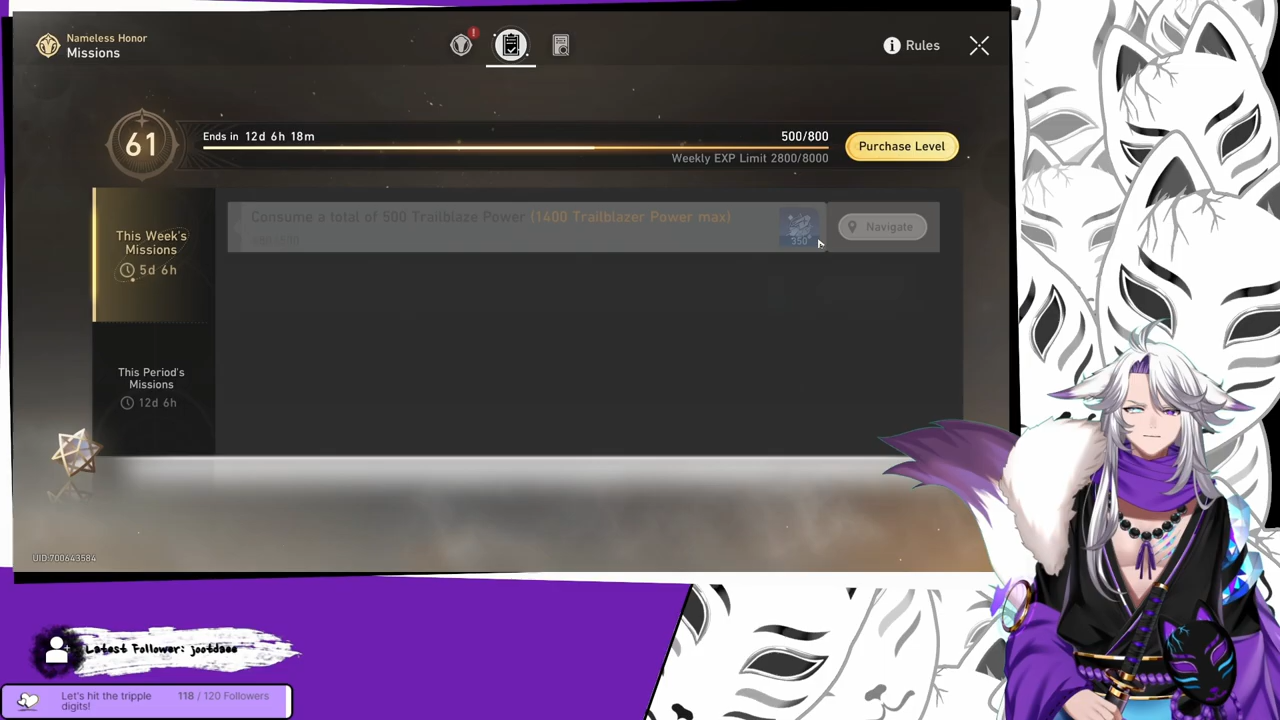 Nameless Honor
Missions
Rules
61
Ends in 12d 6h 18m
500/800
Weekly EXP Limit 2800/8000
Purchase Level
This Week's
Missions
5d 6h
Consume a total of 500 Trailblaze Power (1400 Trailblazer Power max)
350
Navigate
This Period's
Missions
12d 6h
UID:700643584
Latest Follower: jootdaee
Let's hit the tripple
digits!
118 / 120 Followers